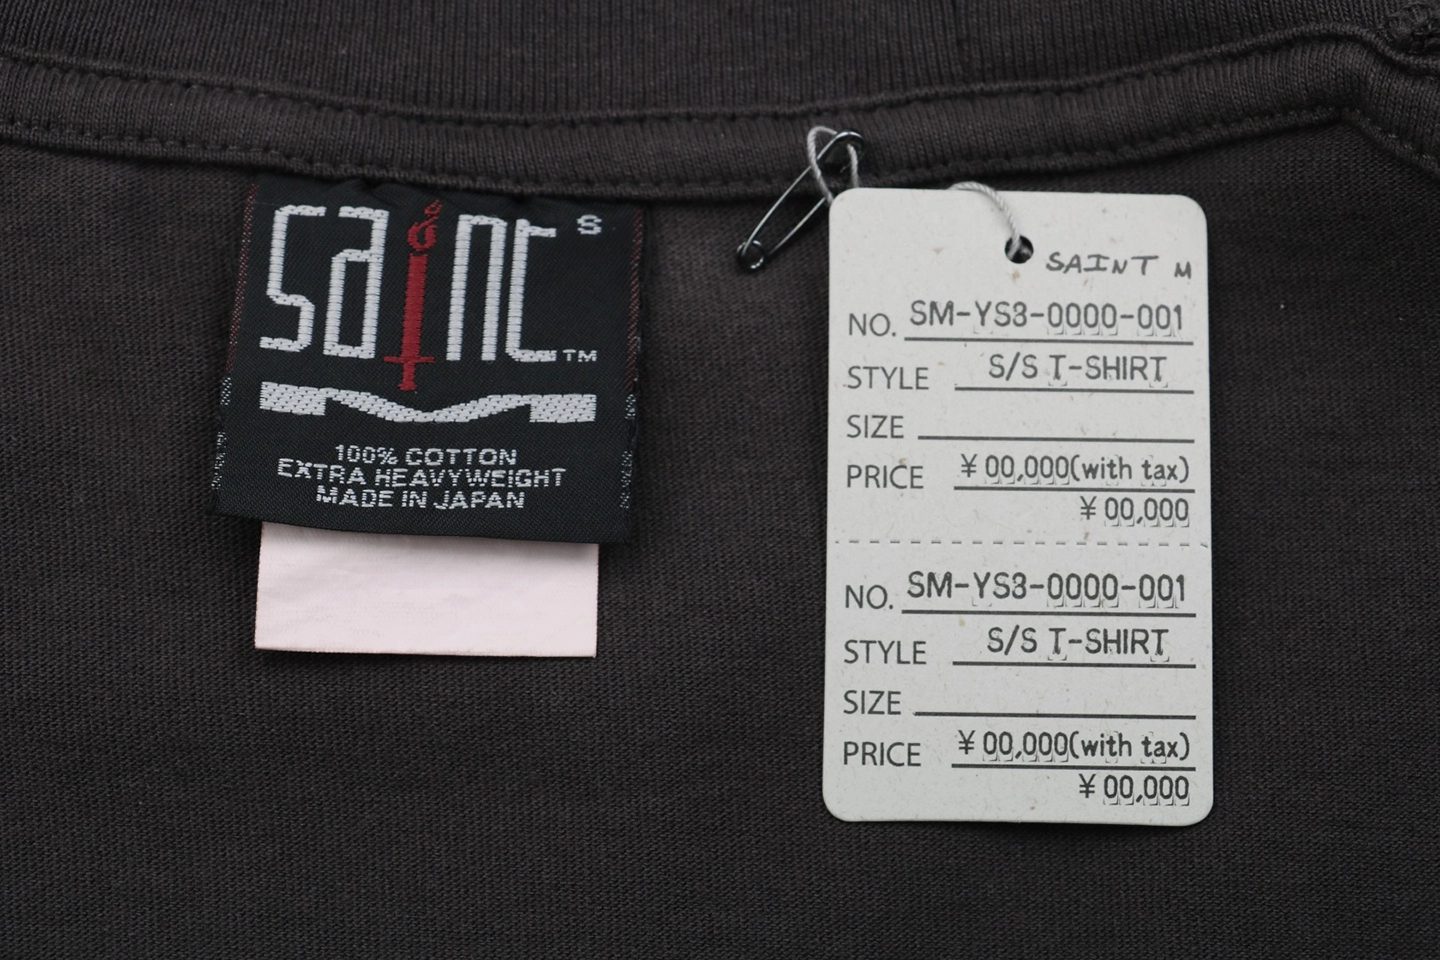 saint S
TM
100% COTTON
EXTRA HEAVYWEIGHT
MADE IN JAPAN
SAINT M
NO. SM-YS3-0000-001
STYLE S/S T-SHIRT
SIZE
PRICE ¥ 00,000(with tax)
¥ 00,000
NO. SM-YS3-0000-001
STYLE S/S T-SHIRT
SIZE
PRICE ¥ 00,000(with tax)
¥ 00,000